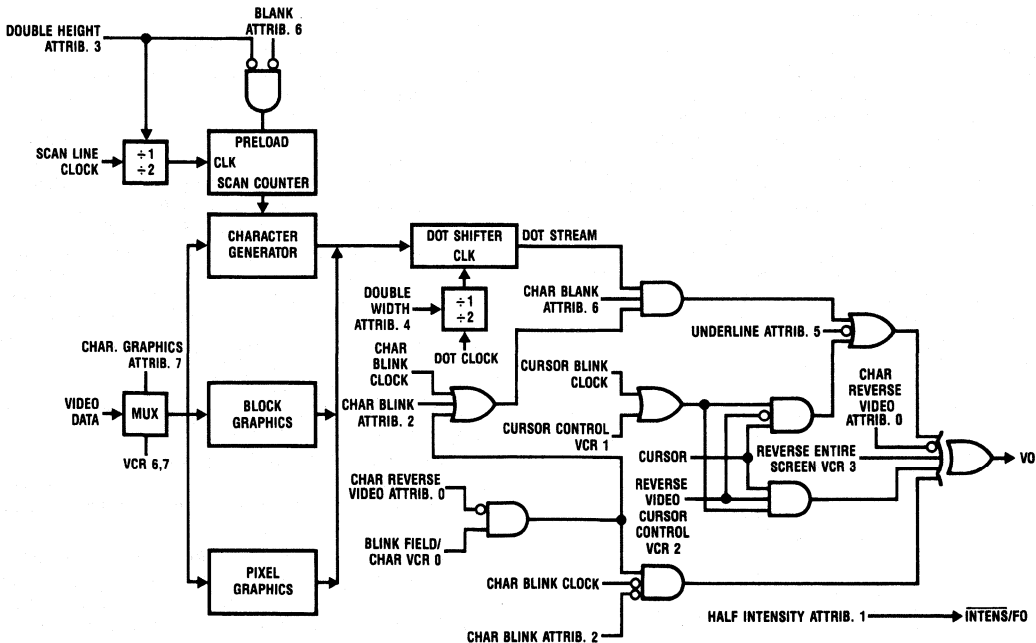 BLANK
ATTRIB. 6
DOUBLE HEIGHT
ATTRIB. 3
SCAN LINE
CLOCK
÷1
÷2
PRELOAD
CLK
SCAN COUNTER
CHARACTER
GENERATOR
DOT SHIFTER
CLK
DOT STREAM
DOUBLE
WIDTH
ATTRIB. 4
÷1
÷2
DOT CLOCK
CHAR BLANK
ATTRIB. 6
UNDERLINE ATTRIB. 5
CHAR. GRAPHICS
ATTRIB. 7
VIDEO
DATA
MUX
VCR 6,7
BLOCK
GRAPHICS
CHAR
BLINK
CLOCK
CHAR BLINK
ATTRIB. 2
CURSOR BLINK
CLOCK
CURSOR CONTROL
VCR 1
CHAR
REVERSE
VIDEO
ATTRIB. 0
CURSOR
REVERSE ENTIRE
SCREEN VCR 3
VO
REVERSE
VIDEO
CURSOR
CONTROL
VCR 2
CHAR REVERSE
VIDEO ATTRIB. 0
BLINK FIELD/
CHAR VCR 0
PIXEL
GRAPHICS
CHAR BLINK CLOCK
CHAR BLINK ATTRIB. 2
HALF INTENSITY ATTRIB. 1
INTENS/FO